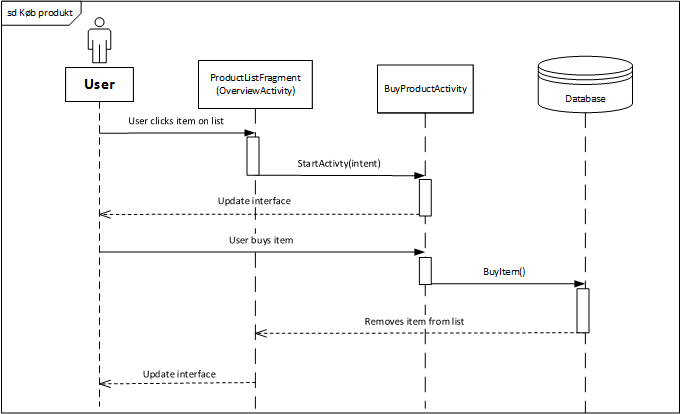 sd Køb produkt
User
ProductListFragment
(OverviewActivity)
BuyProductActivity
Database
User clicks item on list
StartActivty(intent)
Update interface
User buys item
BuyItem()
Removes item from list
Update interface